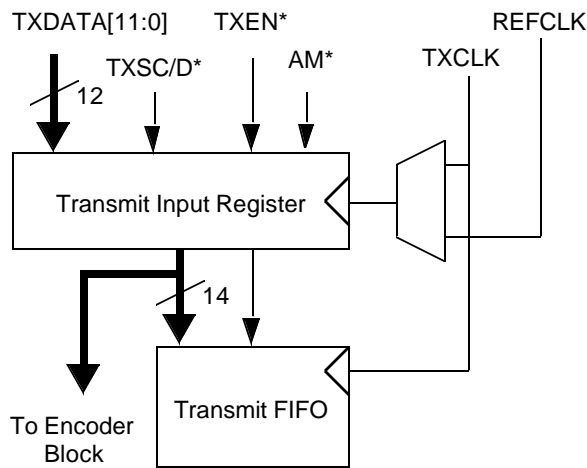 TXDATA[11:0]
TXEN*
REFCLK
TXSC/D*
AM*
TXCLK
12
Transmit Input Register
14
Transmit FIFO
To Encoder
Block